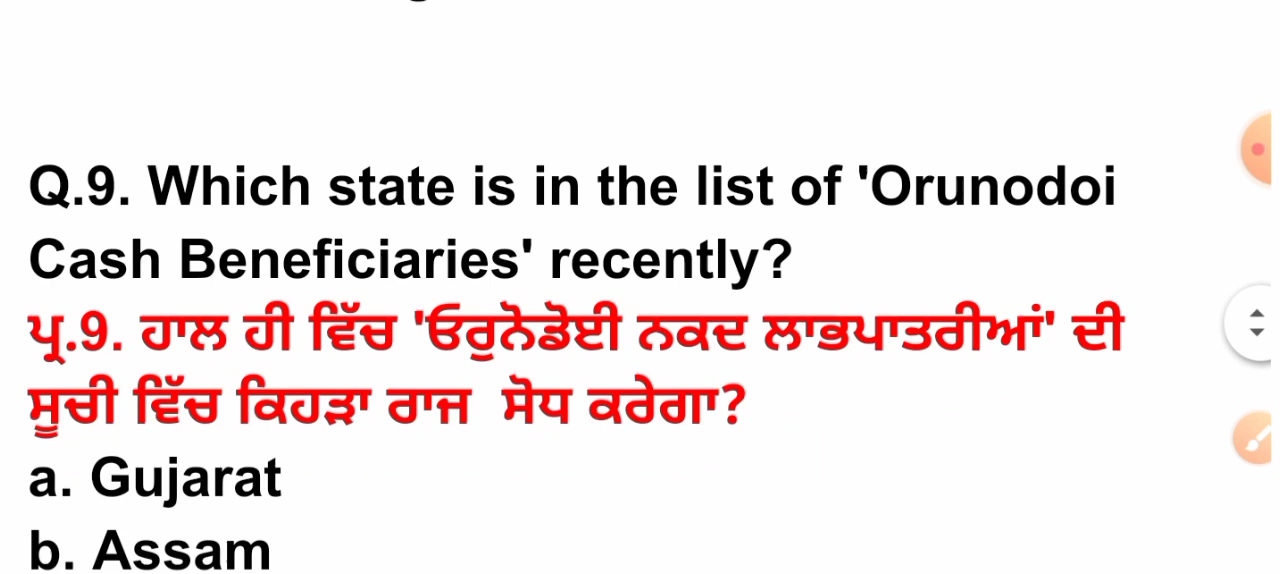 Q.9. Which state is in the list of 'Orunodoi
Cash Beneficiaries' recently?
ਪ੍ਰ.9. ਹਾਲ ਹੀ ਵਿੱਚ 'ਓਰੁਨੋਡੋਈ ਨਕਦ ਲਾਭਪਾਤਰੀਆਂ' ਦੀ
ਸੂਚੀ ਵਿੱਚ ਕਿਹੜਾ ਰਾਜ ਸੋਧ ਕਰੇਗਾ?
a. Gujarat
b. Assam